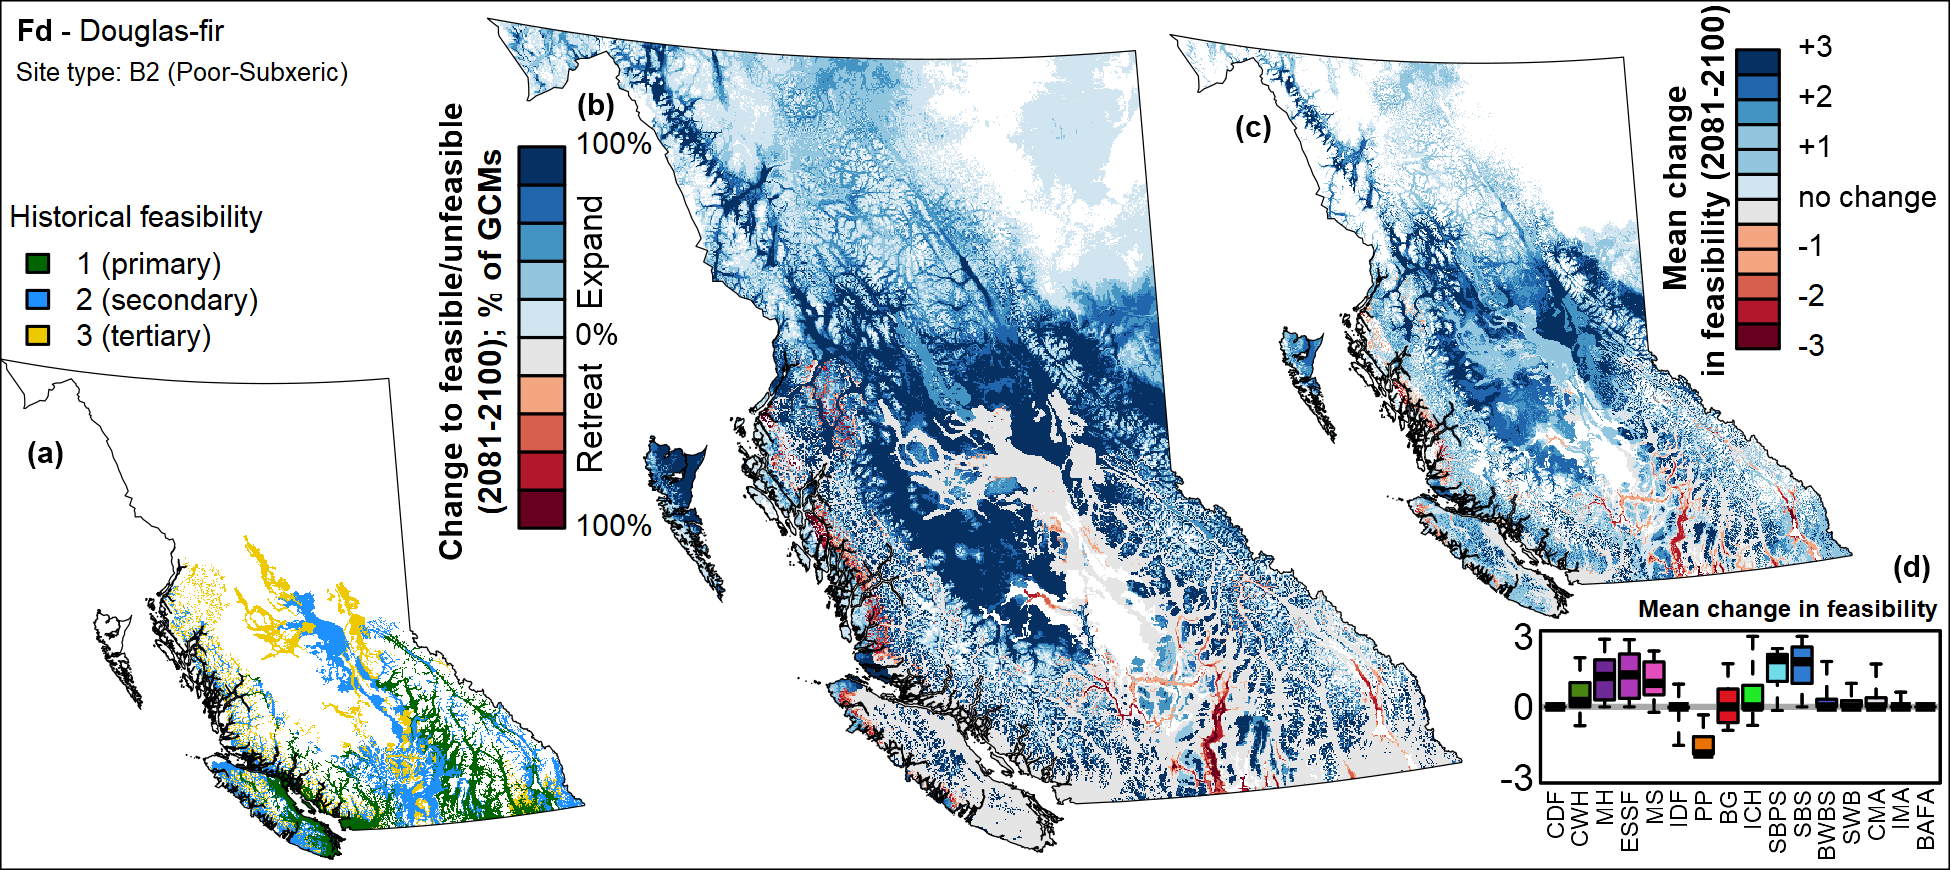 Fd - Douglas-fir
Site type: B2 (Poor-Subxeric)
Historical feasibility
1 (primary)
2 (secondary)
3 (tertiary)
(a)
Change to feasible/unfeasible
(2081-2100); % of GCMs
100%
Expand
0%
Retreat
100%
(b)
(c)
Mean change
in feasibility (2081-2100)
+3
+2
+1
no change
-1
-2
-3
(d)
Mean change in feasibility
3
0
-3
CDF
CWH
MH
ESSF
MS
IDF
PP
BG
ICH
SBPS
SBS
BWBS
SWB
CMA
IMA
BAFA